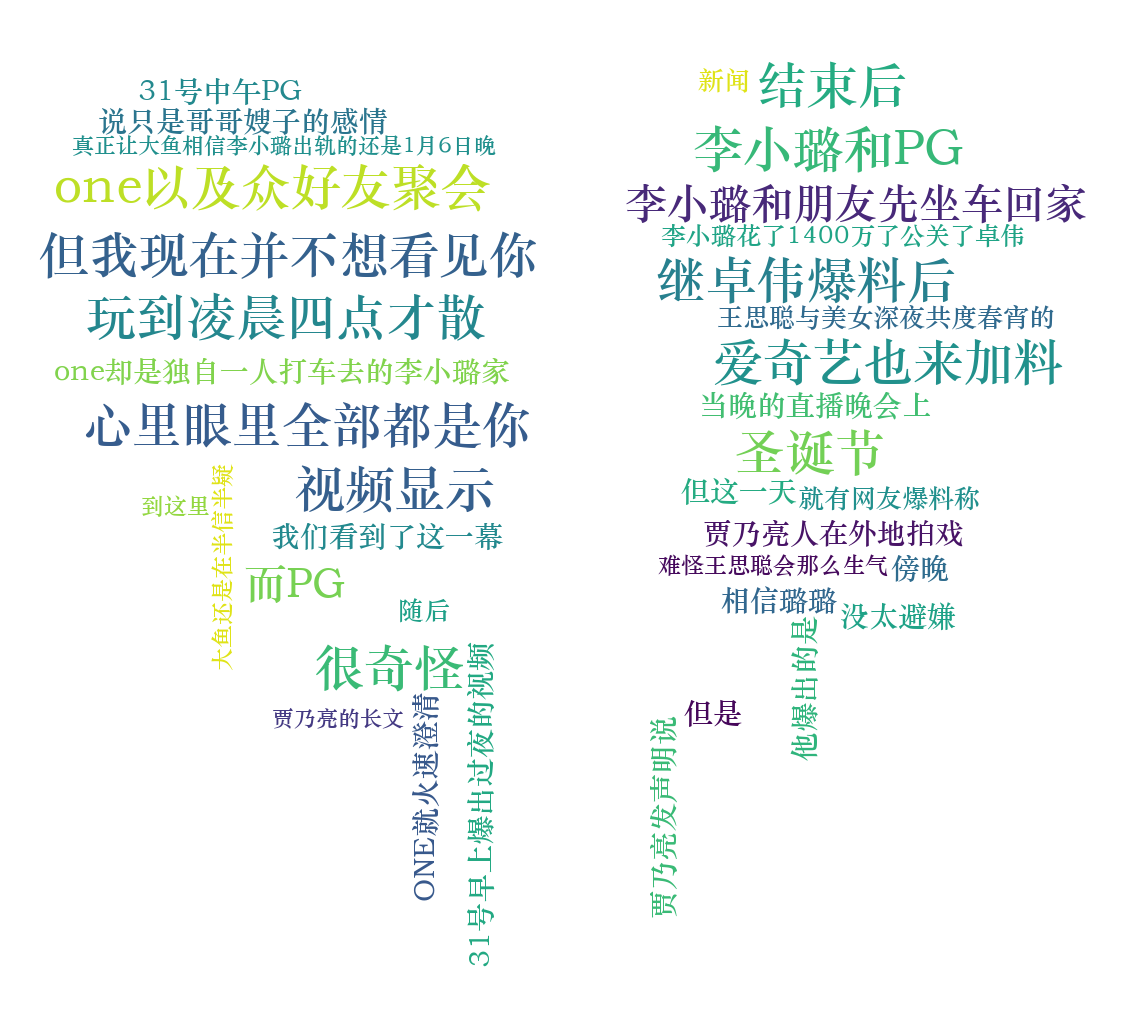 31号中午PG
说只是哥哥嫂子的感情
真正让大鱼相信李小璐出轨的还是1月6日晚
one以及众好友聚会
但我现在并不想看见你
玩到凌晨四点才散
one却是独自一人打车去的李小璐家
心里眼里全部都是你
视频显示
到这里
大鱼还是在半信半疑
我们看到了这一幕
而PG
随后
很奇怪
贾乃亮的长文
ONE就火速澄清
31号早上爆出过夜的视频
新闻
结束后
李小璐和PG
李小璐和朋友先坐车回家
李小璐花了1400万了公关了卓伟
继卓伟爆料后
王思聪与美女深夜共度春宵的
爱奇艺也来加料
当晚的直播晚会上
圣诞节
但这一天
就有网友爆料称
贾乃亮人在外地拍戏
难怪王思聪会那么生气
傍晚
相信璐璐
没太避嫌
他爆出的是
但是
贾乃亮发声明说